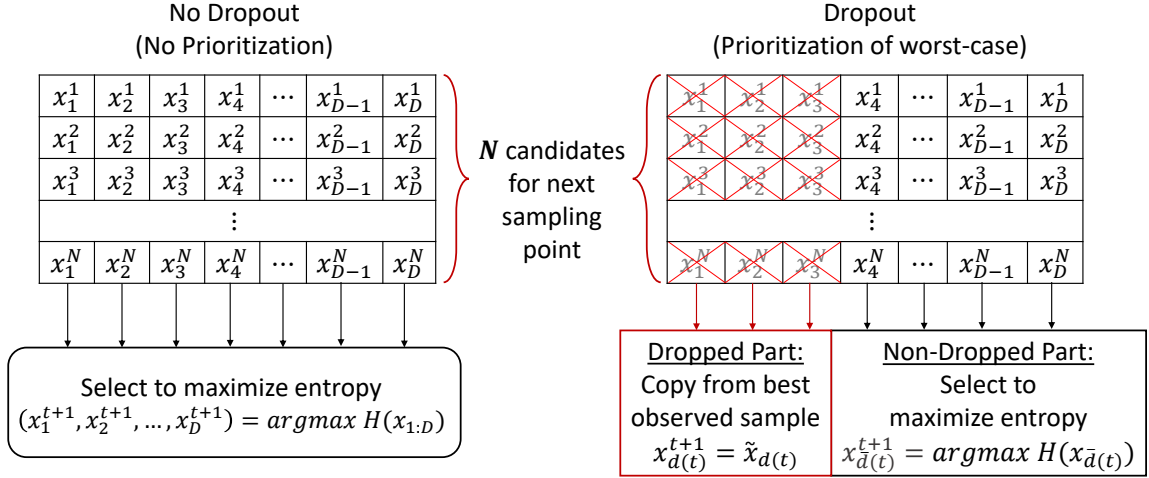 No Dropout
(No Prioritization)
x_1^1 x_2^1 x_3^1 x_4^1 ⋯ x_{D−1}^1 x_D^1
x_1^2 x_2^2 x_3^2 x_4^2 ⋯ x_{D−1}^2 x_D^2
x_1^3 x_2^3 x_3^3 x_4^3 ⋯ x_{D−1}^3 x_D^3
⋮
x_1^N x_2^N x_3^N x_4^N ⋯ x_{D−1}^N x_D^N
Select to maximize entropy
(x_1^{t+1}, x_2^{t+1}, …, x_D^{t+1}) = argmax H(x_{1:D})
N candidates
for next
sampling
point
Dropout
(Prioritization of worst-case)
x_1^1 x_2^1 x_3^1 x_4^1 ⋯ x_{D−1}^1 x_D^1
x_1^2 x_2^2 x_3^2 x_4^2 ⋯ x_{D−1}^2 x_D^2
x_1^3 x_2^3 x_3^3 x_4^3 ⋯ x_{D−1}^3 x_D^3
⋮
x_1^N x_2^N x_3^N x_4^N ⋯ x_{D−1}^N x_D^N
Dropped Part:
Copy from best
observed sample
x_{d(t)}^{t+1} = x̃_{d(t)}
Non-Dropped Part:
Select to
maximize entropy
x_{d̄(t)}^{t+1} = argmax H(x_{d̄(t)})